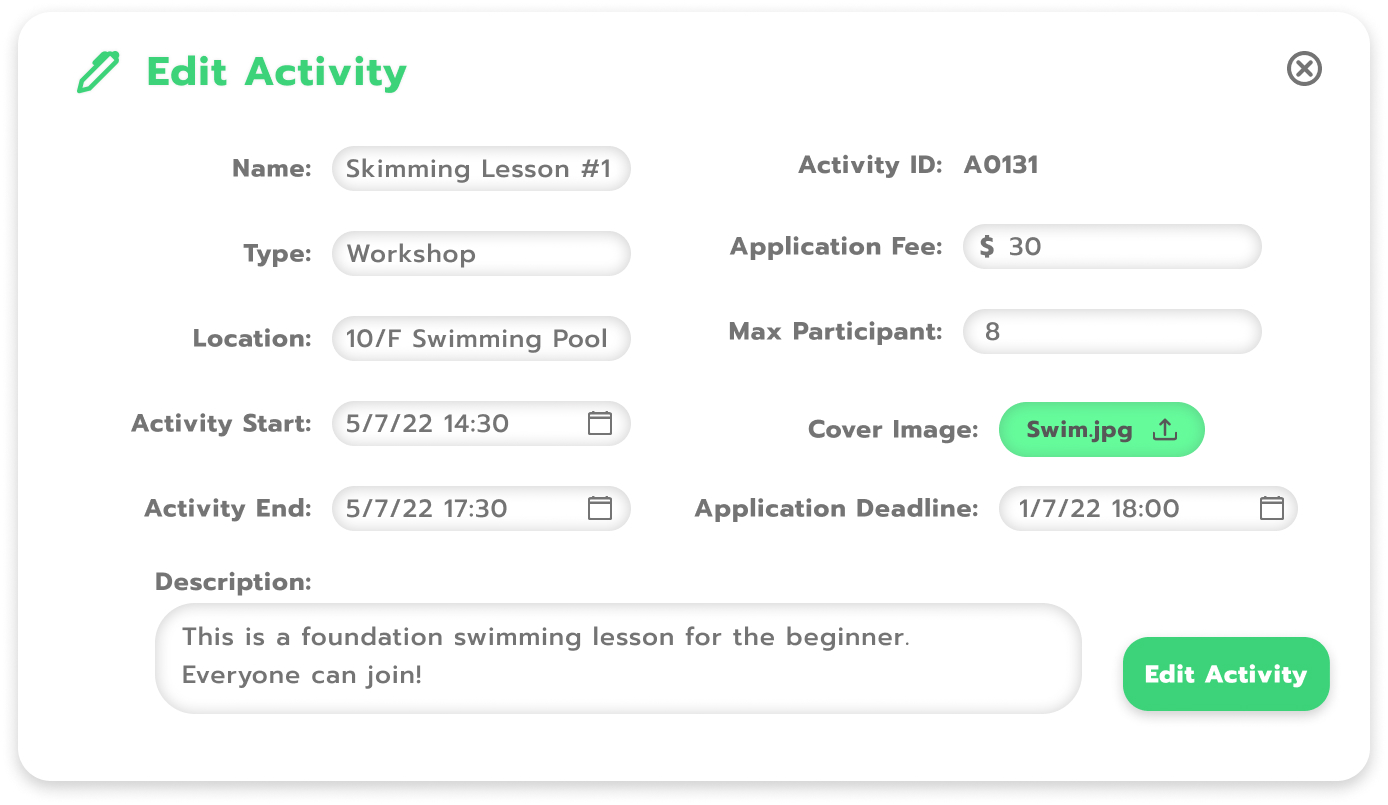 Edit Activity
Name: Skimming Lesson #1
Activity ID: A0131
Type: Workshop
Application Fee: $ 30
Location: 10/F Swimming Pool
Max Participant: 8
Activity Start: 5/7/22 14:30
Cover Image: Swim.jpg
Activity End: 5/7/22 17:30
Application Deadline: 1/7/22 18:00
Description:
This is a foundation swimming lesson for the beginner.
Everyone can join!
Edit Activity